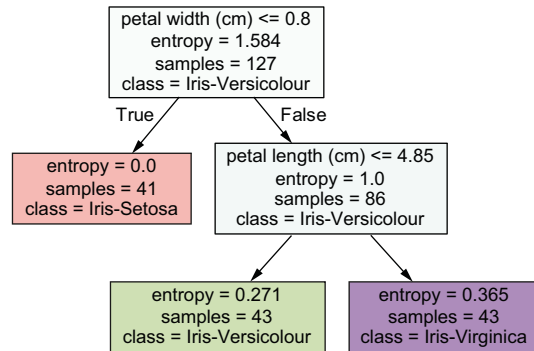 petal width (cm) <= 0.8
entropy = 1.584
samples = 127
class = Iris-Versicolour
True
False
entropy = 0.0
samples = 41
class = Iris-Setosa
petal length (cm) <= 4.85
entropy = 1.0
samples = 86
class = Iris-Versicolour
entropy = 0.271
samples = 43
class = Iris-Versicolour
entropy = 0.365
samples = 43
class = Iris-Virginica